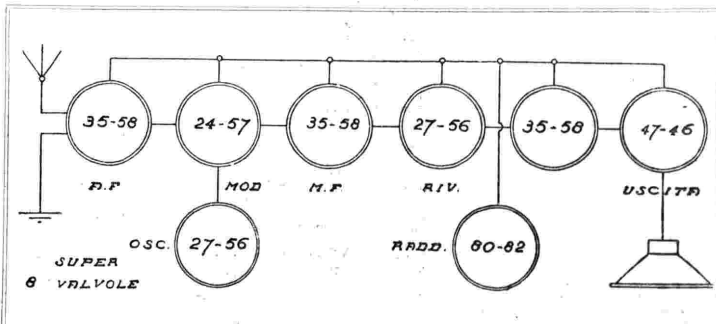 35-58
24-57
35-58
27-56
35-58
47-46
A.F
MOD
M.F.
RIV.
USCITA
OSC.
27-56
RADD.
80-82
SUPER
8 VALVOLE